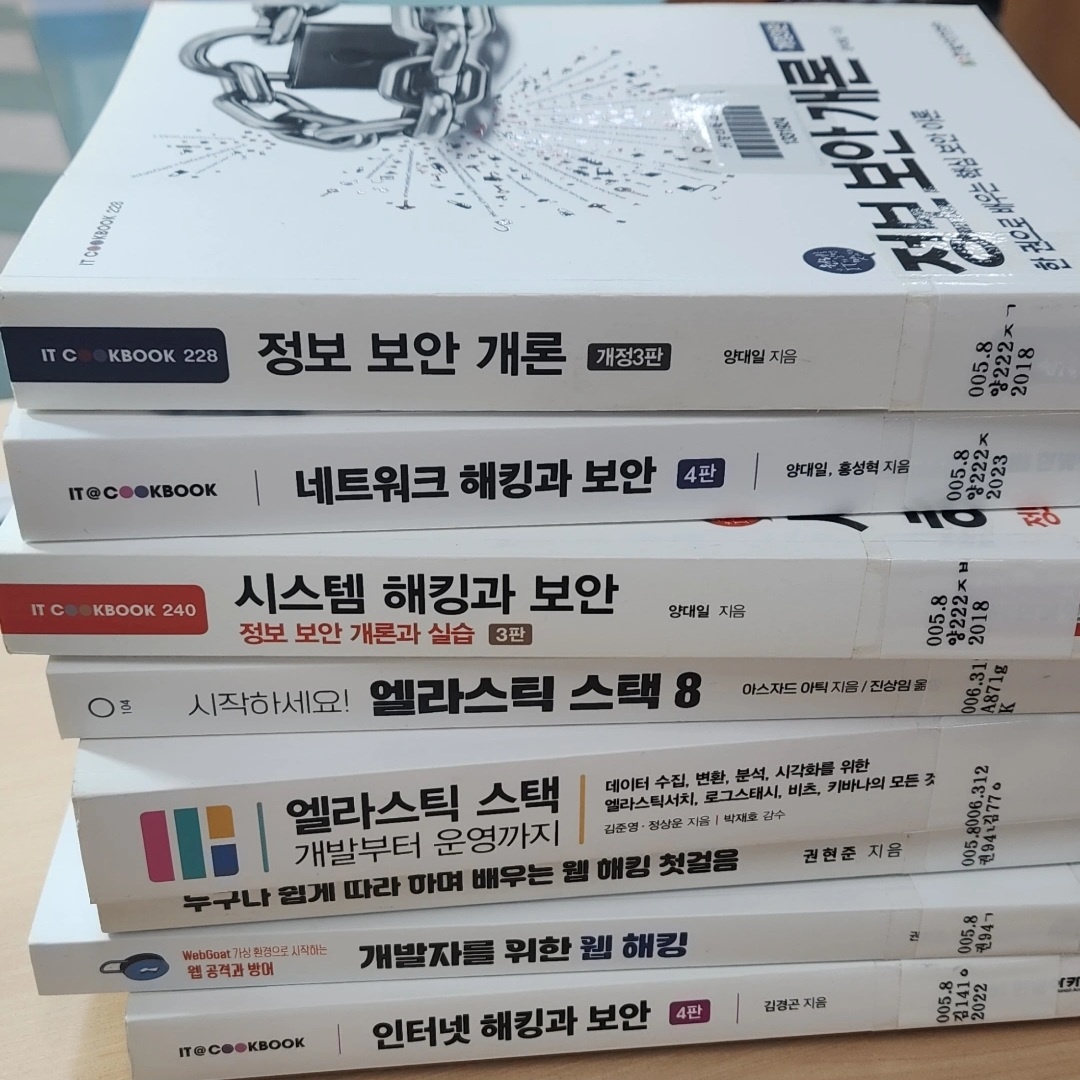 IT COOKBOOK 228
정보 보안 개론
개정3판
한 권으로 배우는 핵심 보안 이론
IT COOKBOOK 228
정보 보안 개론 개정3판 양대일 지음
005.8
양222ㅈㄱ
2018
IT@COOKBOOK 네트워크 해킹과 보안 4판 양대일, 홍성혁 지음
005.8
양222ㅈ
2023
IT COOKBOOK 240 시스템 해킹과 보안 양대일 지음
정보 보안 개론과 실습 3판
005.8
양222ㅈㅂ
2018
시작하세요! 엘라스틱 스택 8 아스자드 아틱 지음 / 진상임 옮
006.31
A871g
K
엘라스틱 스택
개발부터 운영까지
데이터 수집, 변환, 분석, 시각화를 위한
엘라스틱서치, 로그스태시, 비츠, 키바나의 모든 것
김준영 · 정상운 지음 | 박재호 감수
006.312
김77ㅇ
누구나 쉽게 따라 하며 배우는 웹 해킹 첫걸음 권현준 지음
005.8
WebGoat 가상 환경으로 시작하는
웹 공격과 방어
개발자를 위한 웹 해킹
005.8
권94ㄱ
IT@COOKBOOK 인터넷 해킹과 보안 4판 김경곤 지음
005.8
김141ㅇ
2022